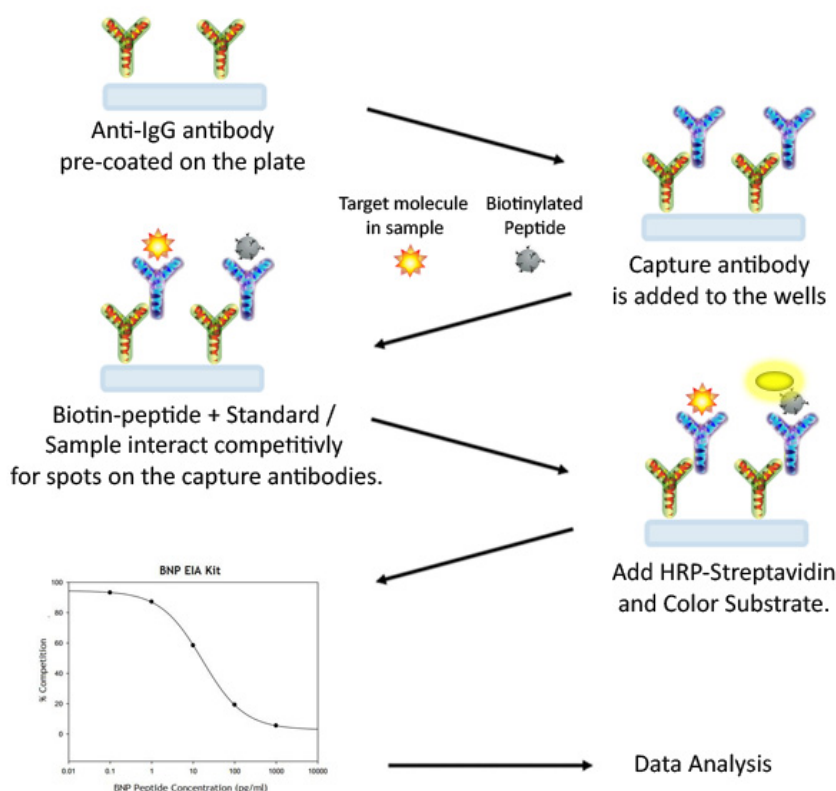 Anti-IgG antibody
pre-coated on the plate
Target molecule
in sample
Biotinylated
Peptide
Capture antibody
is added to the wells
Biotin-peptide + Standard /
Sample interact competitivly
for spots on the capture antibodies.
Add HRP-Streptavidin
and Color Substrate.
BNP EIA Kit
% Competition
100
80
60
40
20
0
0.01
0.1
1
10
100
1000
10000
BNP Peptide Concentration (pg/ml)
Data Analysis